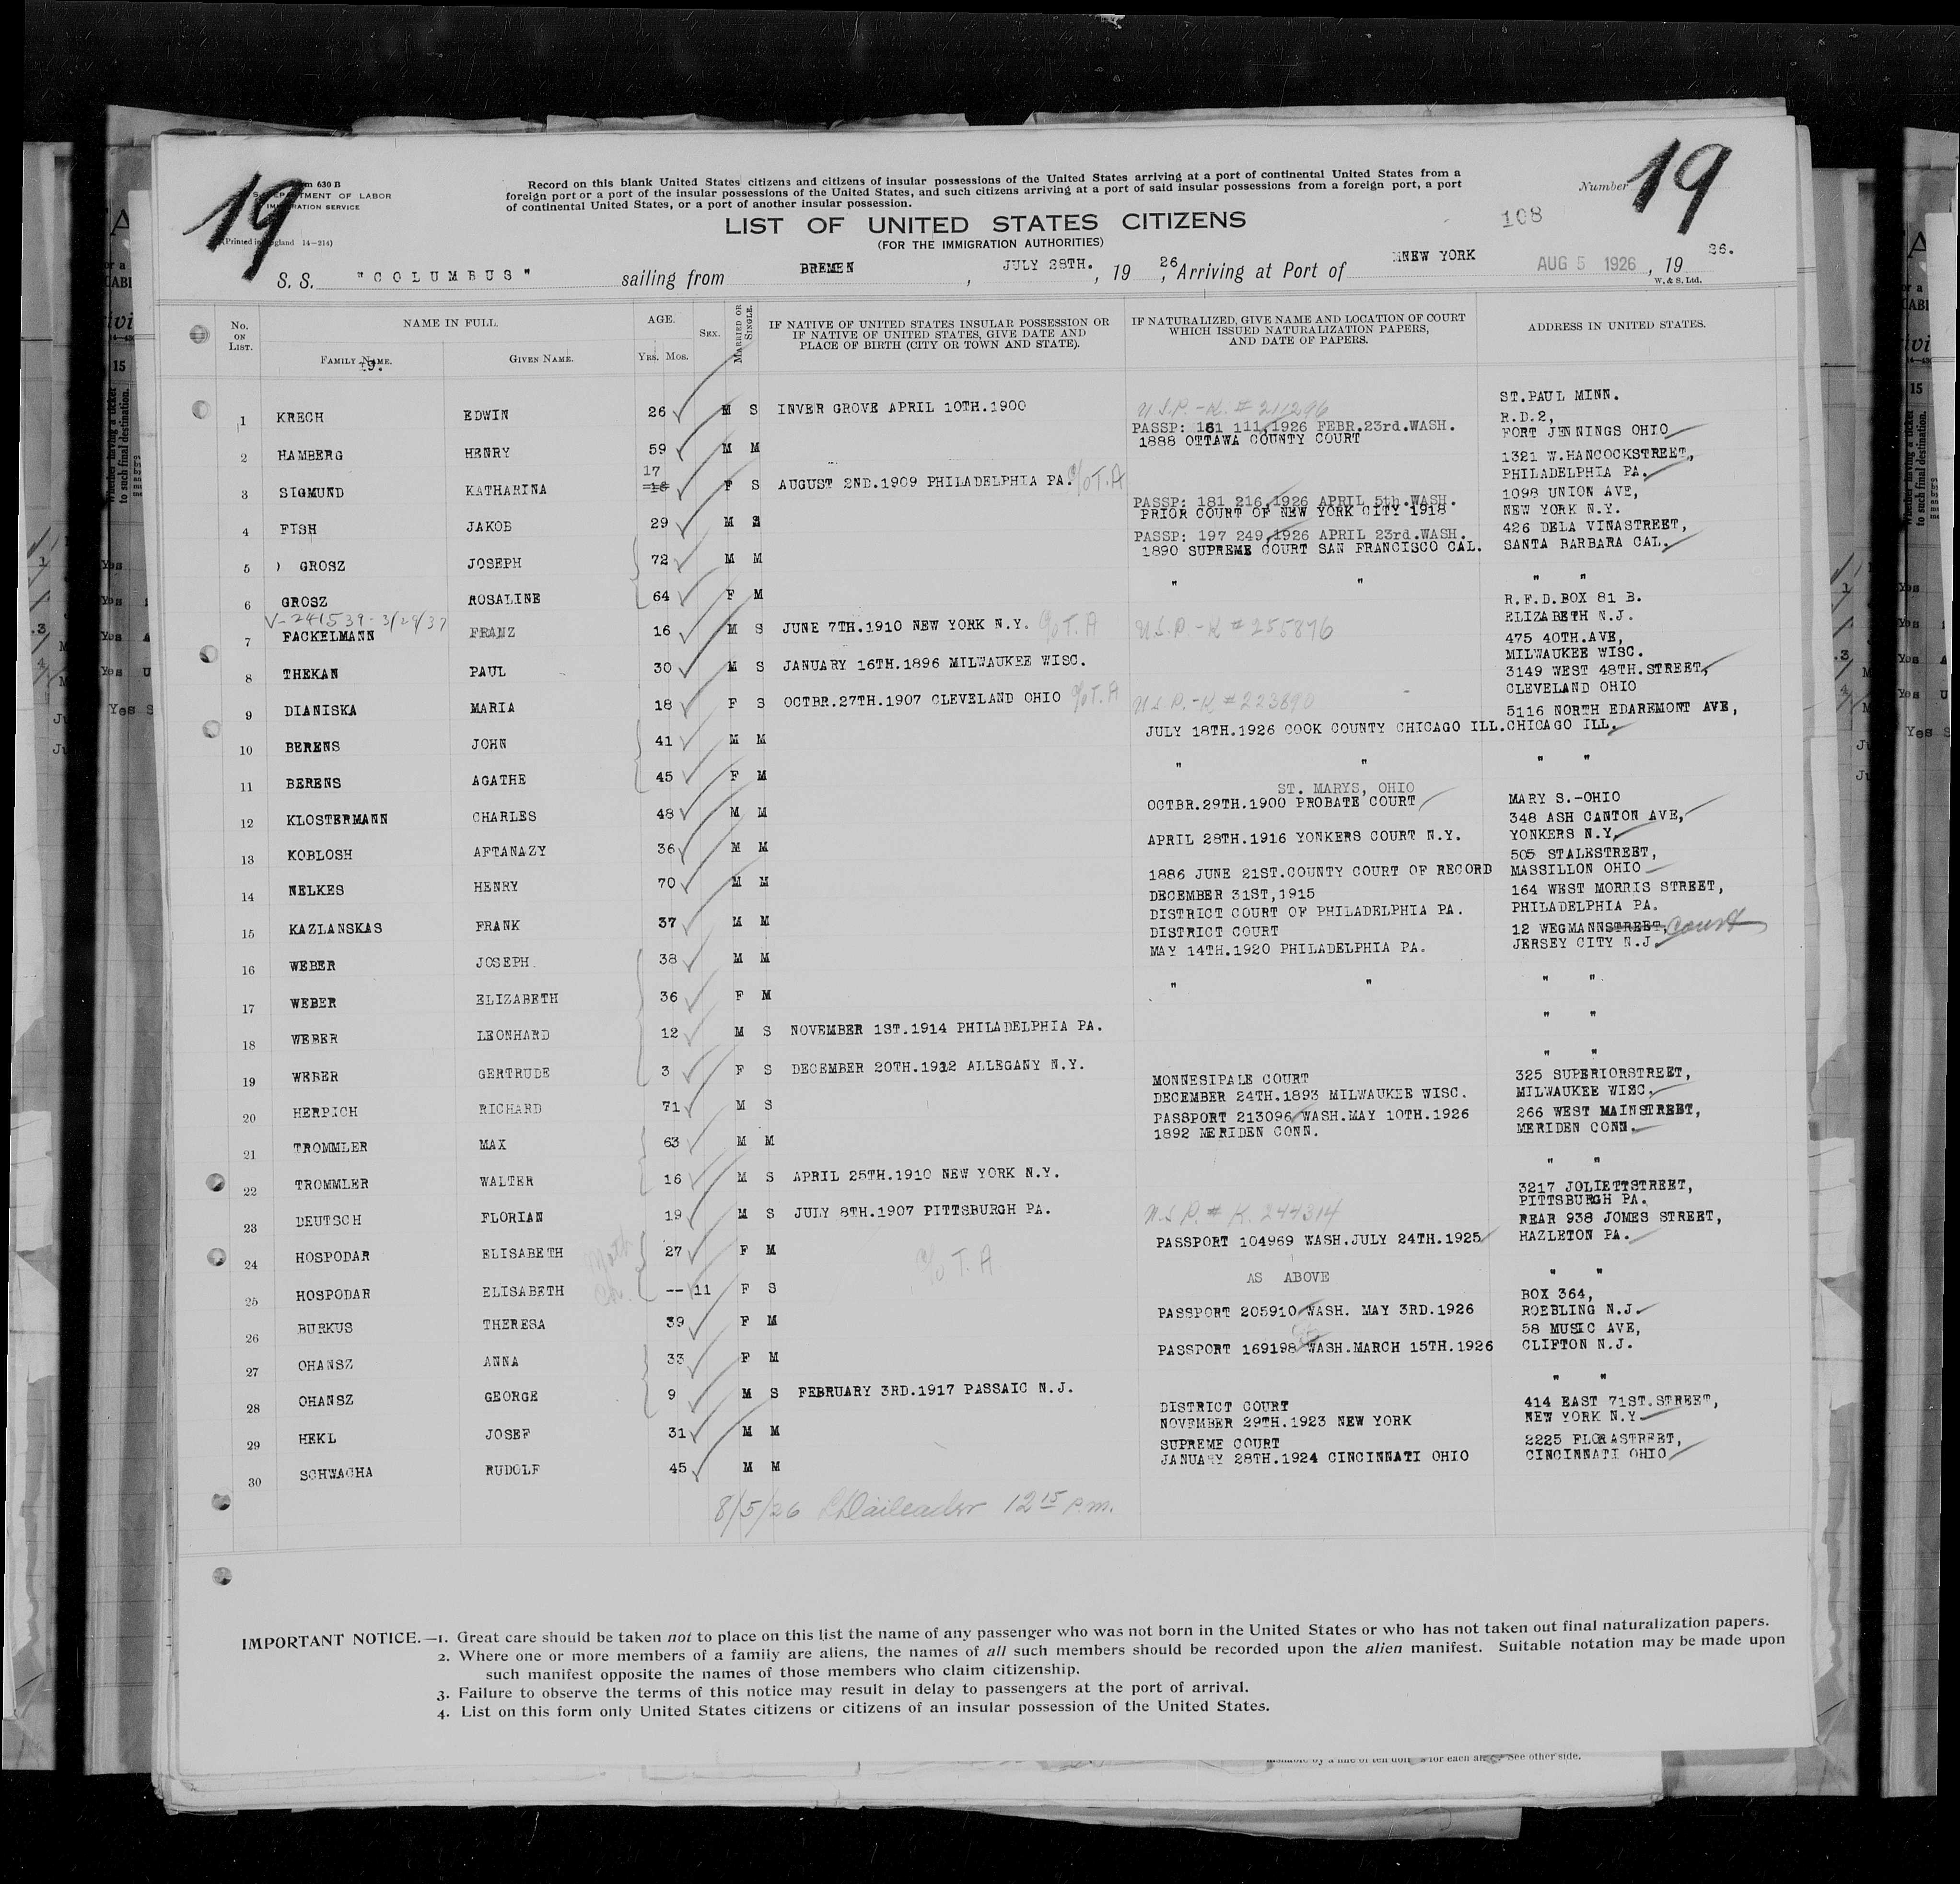 19
630 B
DEPARTMENT OF LABOR
IMMIGRATION SERVICE
(Printed in England 14—214)
Record on this blank United States citizens and citizens of insular possessions of the United States arriving at a port of continental United States from a
foreign port or a port of the insular possessions of the United States, and such citizens arriving at a port of said insular possessions from a foreign port, a port
of continental United States, or a port of another insular possession.
Number 19
LIST OF UNITED STATES CITIZENS
108
(FOR THE IMMIGRATION AUTHORITIES)
S. S. "COLUMBUS" sailing from BREMEN, JULY 28TH., 19 26, Arriving at Port of NEW YORK AUG 5 1926, 19 26.
W. & S. Ltd.
No. ON LIST. NAME IN FULL. AGE. SEX. MARRIED OR SINGLE. IF NATIVE OF UNITED STATES INSULAR POSSESSION OR IF NATIVE OF UNITED STATES, GIVE DATE AND PLACE OF BIRTH (CITY OR TOWN AND STATE). IF NATURALIZED, GIVE NAME AND LOCATION OF COURT WHICH ISSUED NATURALIZATION PAPERS, AND DATE OF PAPERS. ADDRESS IN UNITED STATES.
FAMILY NAME. GIVEN NAME. YRS. MOS.
19.
1 KRECH EDWIN 26 M S INVER GROVE APRIL 10TH.1900 U.S.P.-K. # 211296 ST.PAUL MINN.
2 HAMBERG HENRY 59 M M PASSP: 181 111,1926 FEBR.23rd.WASH. 1888 OTTAWA COUNTY COURT R.D.2, FORT JENNINGS OHIO
3 SIGMUND KATHARINA 17 18 F S AUGUST 2ND.1909 PHILADELPHIA PA. c/o T.A 1321 W.HANCOCKSTREET, PHILADELPHIA PA.
4 FISH JAKOB 29 M S PASSP: 181 216,1926 APRIL 5th.WASH. PRIOR COURT OF NEW YORK CITY 1918 1098 UNION AVE, NEW YORK N.Y.
5 ) GROSZ JOSEPH 72 M M PASSP: 197 249,1926 APRIL 23rd.WASH. 1890 SUPREME COURT SAN FRANCISCO CAL. 426 DELA VINASTREET, SANTA BARBARA CAL.
6 GROSZ ROSALINE 64 F M " " " "
V-241539-3/29/37
7 FACKELMANN FRANZ 16 M S JUNE 7TH.1910 NEW YORK N.Y. c/o T.A U.S.P.-K # 255876 R.F.D.BOX 81 B. ELIZABETH N.J.
8 THEKAN PAUL 30 M S JANUARY 16TH.1896 MILWAUKEE WISC. 475 40TH.AVE, MILWAUKEE WISC.
9 DIANISKA MARIA 18 F S OCTBR.27TH.1907 CLEVELAND OHIO c/o T.A U.S.P.-K # 223890 3149 WEST 48TH.STREET, CLEVELAND OHIO
10 BERENS JOHN 41 M M JULY 18TH.1926 COOK COUNTY CHICAGO ILL. 5116 NORTH EDAREMONT AVE, CHICAGO ILL.
11 BERENS AGATHE 45 F M " " " "
12 KLOSTERMANN CHARLES 48 M M ST. MARYS, OHIO OCTBR.29TH.1900 PROBATE COURT MARY S.-OHIO
13 KOBLOSH AFTANAZY 36 M M APRIL 28TH.1916 YONKERS COURT N.Y. 348 ASH CANTON AVE, YONKERS N.Y.
14 NELKES HENRY 70 M M 1886 JUNE 21ST.COUNTY COURT OF RECORD 505 STALESTREET, MASSILLON OHIO
15 KAZLANSKAS FRANK 37 M M DECEMBER 31ST,1915 DISTRICT COURT OF PHILADELPHIA PA. 164 WEST MORRIS STREET, PHILADELPHIA PA.
16 WEBER JOSEPH 38 M M DISTRICT COURT MAY 14TH.1920 PHILADELPHIA PA. 12 WEGMANNSTREET, Court JERSEY CITY N.J.
17 WEBER ELIZABETH 36 F M " " " "
18 WEBER LEONHARD 12 M S NOVEMBER 1ST.1914 PHILADELPHIA PA. " "
19 WEBER GERTRUDE 3 F S DECEMBER 20TH.1922 ALLEGANY N.Y. " "
20 HERPICH RICHARD 71 M S MONNESIPALE COURT DECEMBER 24TH.1893 MILWAUKEE WISC. 325 SUPERIORSTREET, MILWAUKEE WISC.
21 TROMMLER MAX 63 M M PASSPORT 213096 WASH.MAY 10TH.1926 1892 MERIDEN CONN. 266 WEST MAINSTREET, MERIDEN CONN.
22 TROMMLER WALTER 16 M S APRIL 25TH.1910 NEW YORK N.Y. " "
23 DEUTSCH FLORIAN 19 M S JULY 8TH.1907 PITTSBURGH PA. U.S.P. # K. 244314 3217 JOLIETTSTREET, PITTSBURGH PA.
24 HOSPODAR ELISABETH Moth 27 F M c/o T.A. PASSPORT 104969 WASH.JULY 24TH.1925 REAR 938 JOMES STREET, HAZLETON PA.
25 HOSPODAR ELISABETH Ch. -- 11 F S AS ABOVE " "
26 BURKUS THERESA 39 F M PASSPORT 205910 WASH. MAY 3RD.1926 BOX 364, ROEBLING N.J.
27 OHANSZ ANNA 33 F M PASSPORT 169198 WASH.MARCH 15TH.1926 58 MUSIC AVE, CLIFTON N.J.
28 OHANSZ GEORGE 9 M S FEBRUARY 3RD.1917 PASSAIC N.J. " "
29 HEKL JOSEF 31 M M DISTRICT COURT NOVEMBER 29TH.1923 NEW YORK 414 EAST 71ST.STREET, NEW YORK N.Y.
30 SCHWACHA RUDOLF 45 M M SUPREME COURT JANUARY 28TH.1924 CINCINNATI OHIO 2225 FLORASTREET, CINCINNATI OHIO
8/5/26 12 15 P.M.
IMPORTANT NOTICE.—1. Great care should be taken not to place on this list the name of any passenger who was not born in the United States or who has not taken out final naturalization papers.
2. Where one or more members of a family are aliens, the names of all such members should be recorded upon the alien manifest. Suitable notation may be made upon
such manifest opposite the names of those members who claim citizenship.
3. Failure to observe the terms of this notice may result in delay to passengers at the port of arrival.
4. List on this form only United States citizens or citizens of an insular possession of the United States.
See other side.